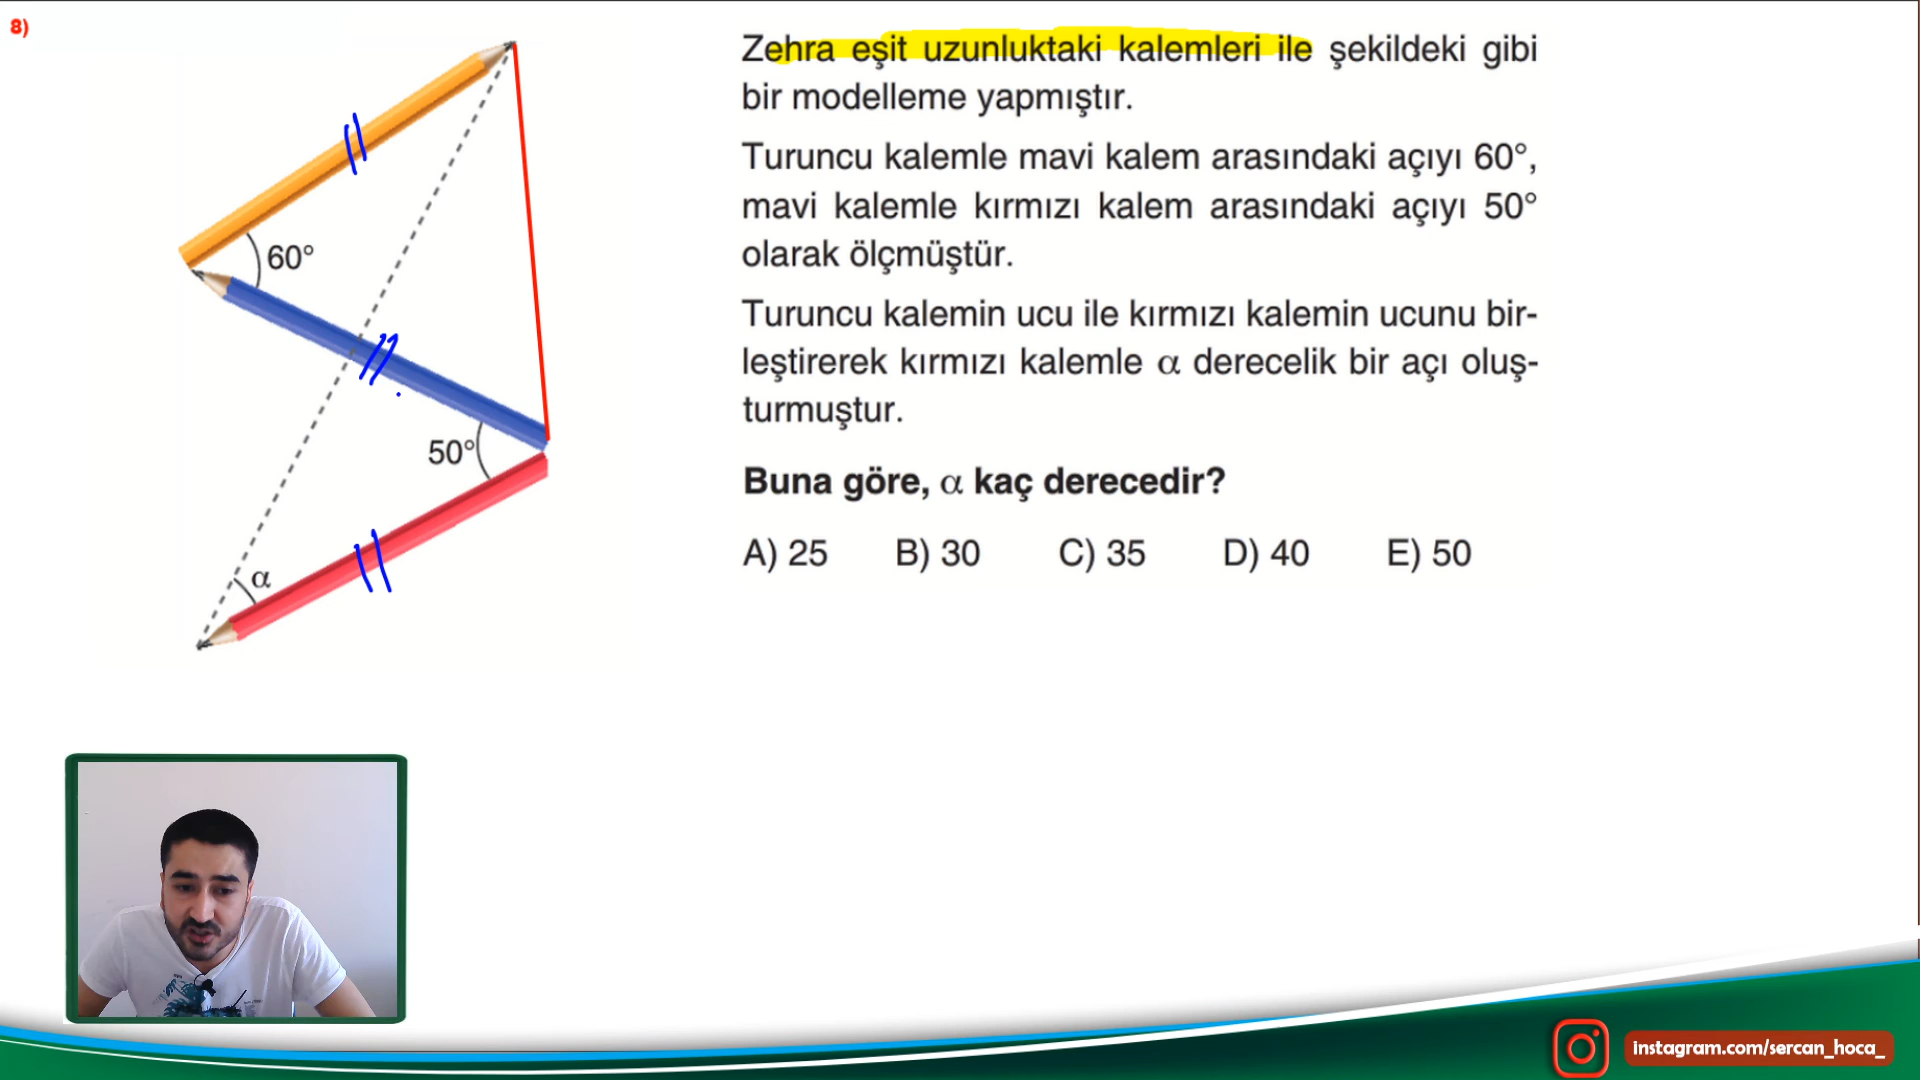 8)
Zehra eşit uzunluktaki kalemleri ile şekildeki gibi
bir modelleme yapmıştır.
Turuncu kalemle mavi kalem arasındaki açıyı 60°,
mavi kalemle kırmızı kalem arasındaki açıyı 50°
olarak ölçmüştür.
Turuncu kalemin ucu ile kırmızı kalemin ucunu bir-
leştirerek kırmızı kalemle α derecelik bir açı oluş-
turmuştur.
Buna göre, α kaç derecedir?
A) 25 B) 30 C) 35 D) 40 E) 50
60°
50°
α
instagram.com/sercan_hoca_